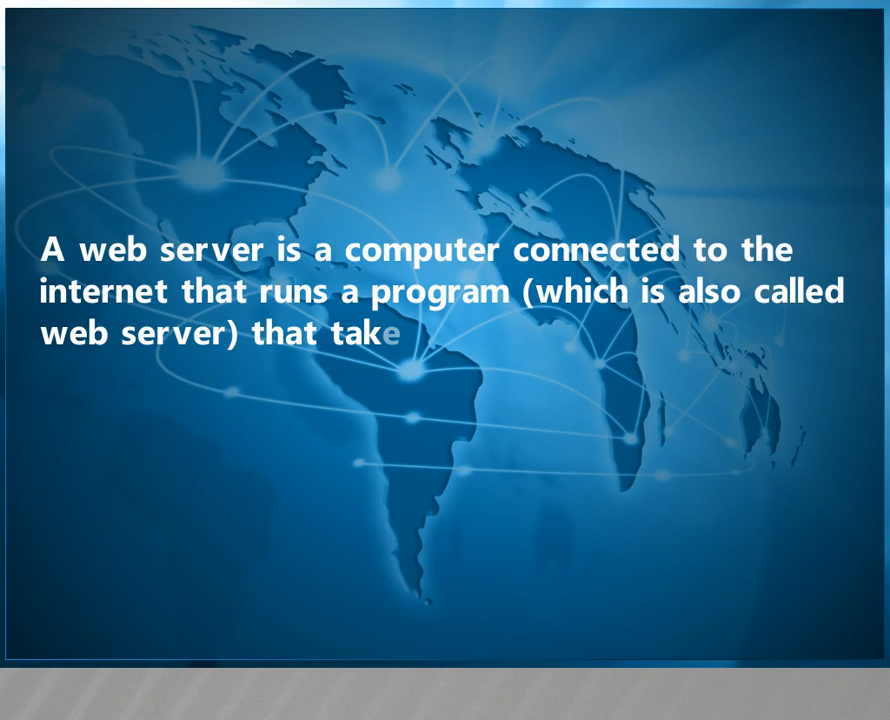 A web server is a computer connected to the
internet that runs a program (which is also called
web server) that take